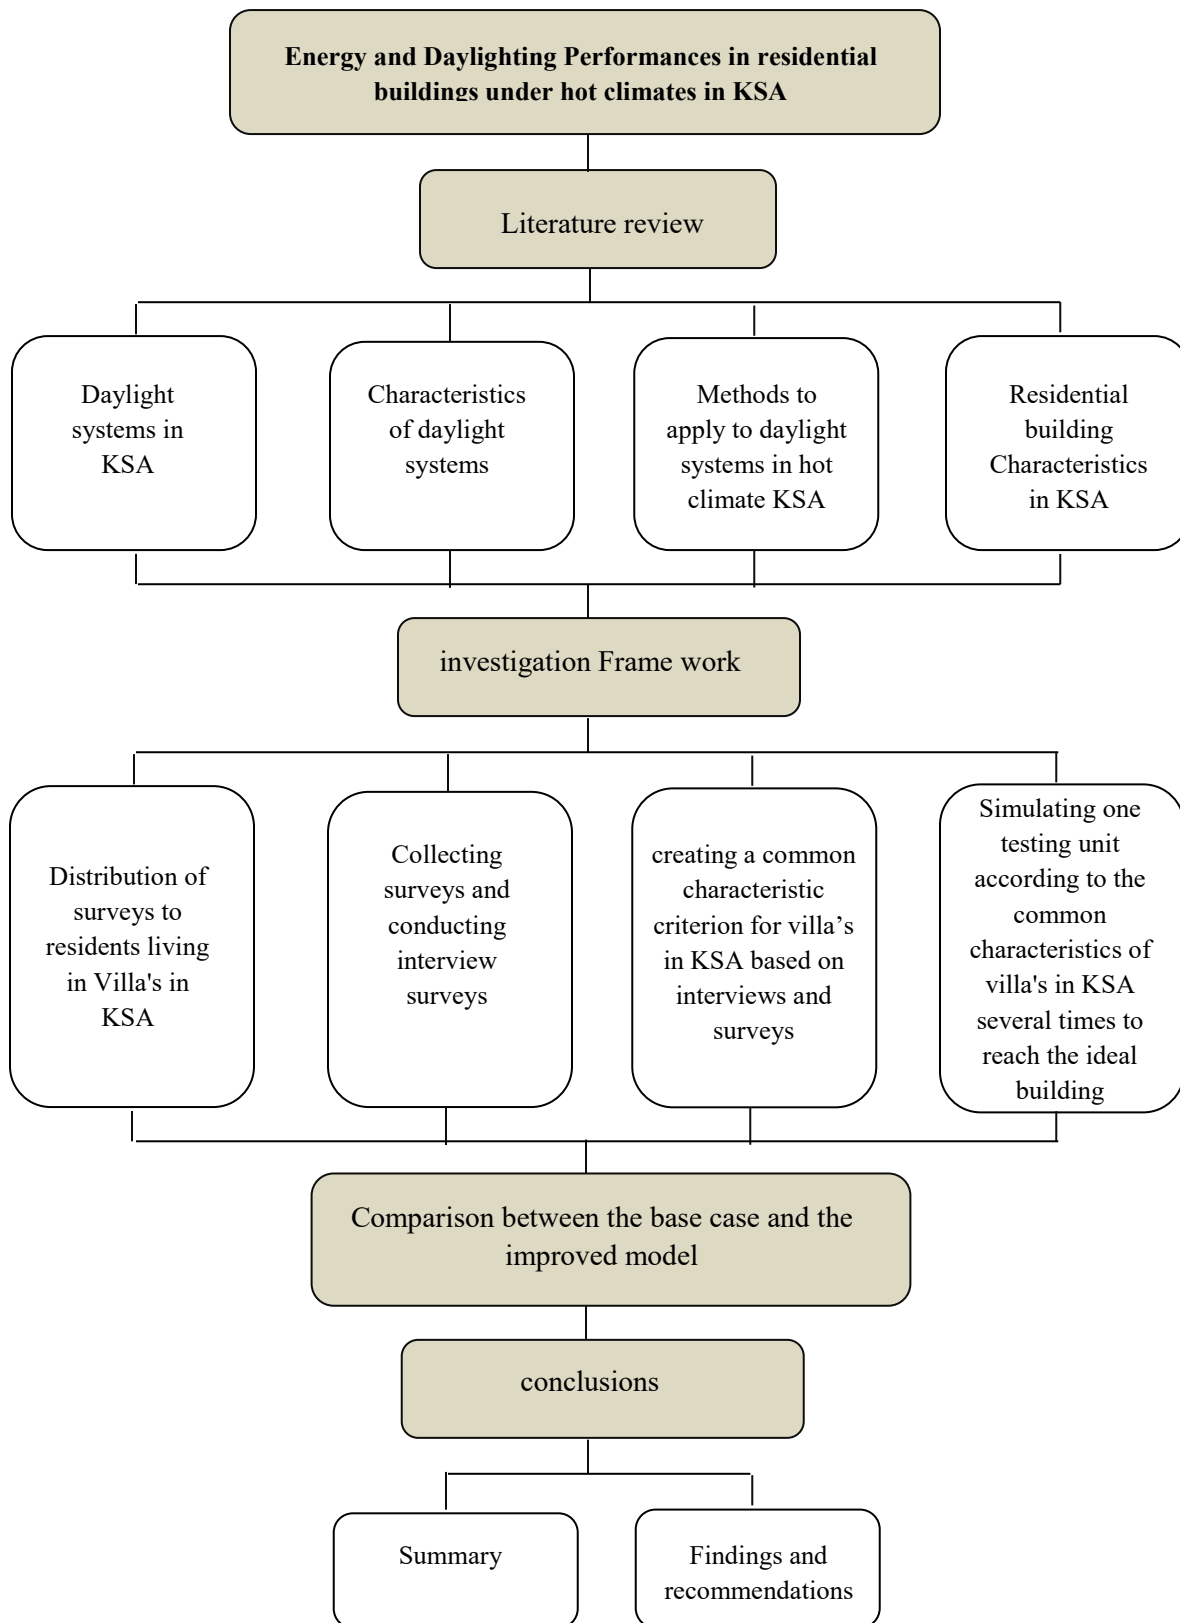 Energy and Daylighting Performances in residential
buildings under hot climates in KSA
Literature review
Daylight
systems in
KSA
Characteristics
of daylight
systems
Methods to
apply to daylight
systems in hot
climate KSA
Residential
building
Characteristics
in KSA
investigation Frame work
Distribution of
surveys to
residents living
in Villa's in
KSA
Collecting
surveys and
conducting
interview
surveys
creating a common
characteristic
criterion for villa’s
in KSA based on
interviews and
surveys
Simulating one
testing unit
according to the
common
characteristics of
villa's in KSA
several times to
reach the ideal
building
Comparison between the base case and the
improved model
conclusions
Summary
Findings and
recommendations